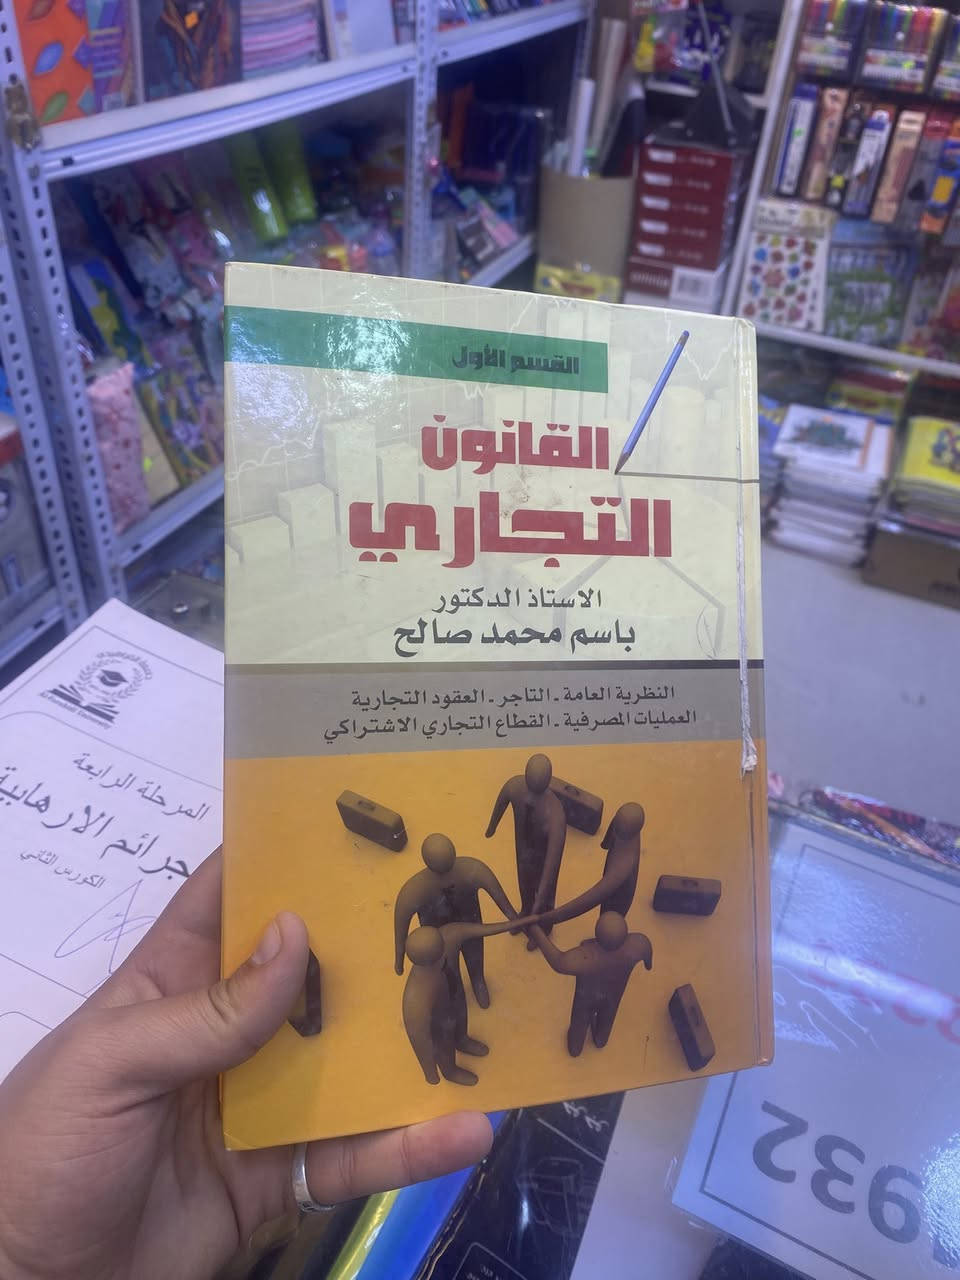 القسم الأول
القانون
التجاري
الاستاذ الدكتور
باسم محمد صالح
النظرية العامة - التاجر - العقود التجارية
العمليات المصرفية - القطاع التجاري الاشتراكي
المرحلة الرابعة
جرائم الارهابية
الكورس الثاني
University
932